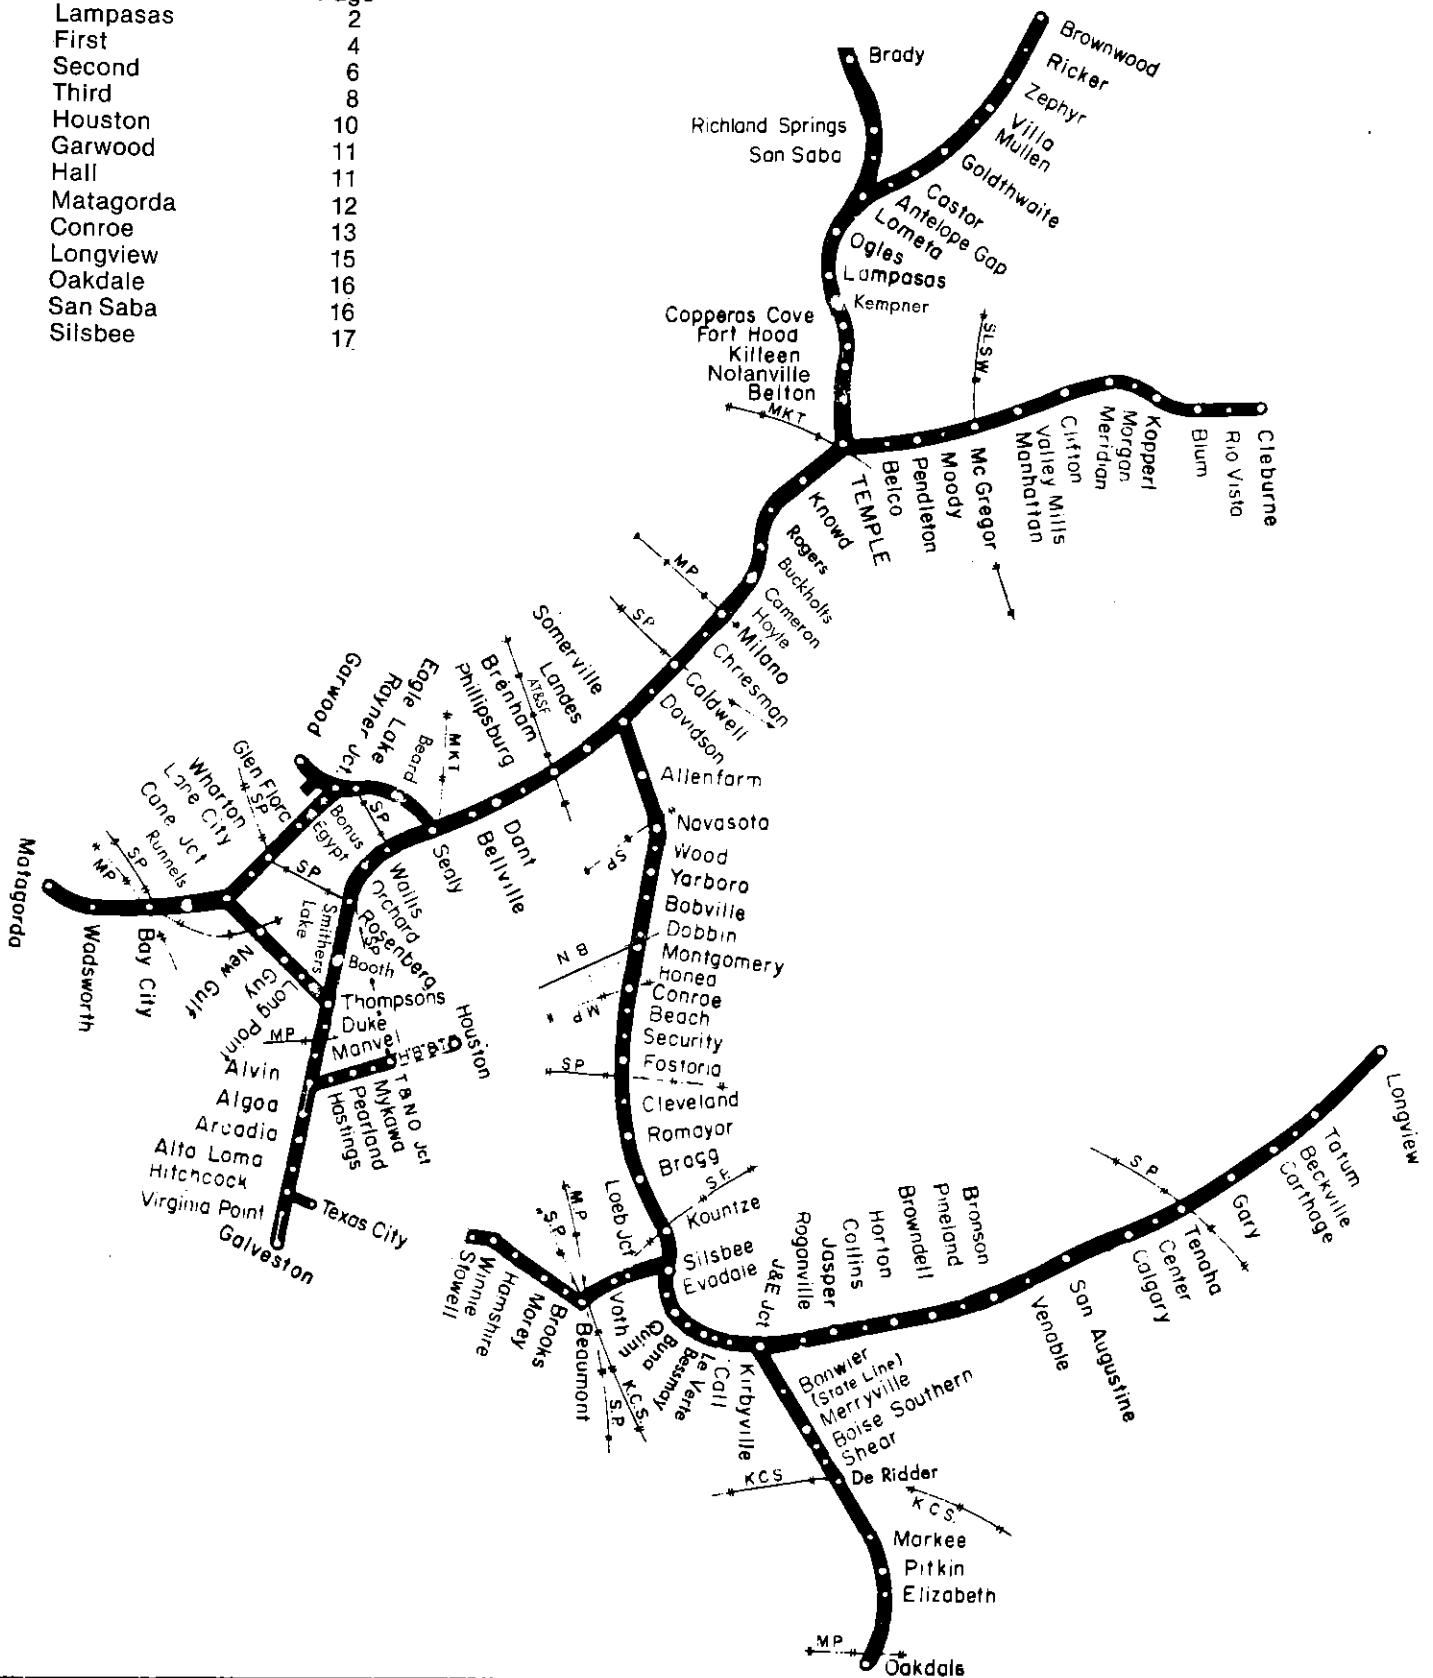 Lampasas 2
First 4
Second 6
Third 8
Houston 10
Garwood 11
Hall 11
Matagorda 12
Conroe 13
Longview 15
Oakdale 16
San Saba 16
Silsbee 17
Brownwood
Ricker
Zephyr
Villa
Mullen
Goldthwaite
Castor
Antelope Gap
Lometa
Brady
Richland Springs
San Saba
Ogles
Lampasas
Kempner
Copperas Cove
Fort Hood
Killeen
Nolanville
Belton
MKT
SLSW
TEMPLE
Belco
Pendleton
Moody
Mc Gregor
Manhattan
Valley Mills
Clifton
Meridian
Morgan
Kopperl
Blum
Rio Vista
Cleburne
Knowd
Rogers
Buckholts
Cameron
Hoyle
Milano
Chriesman
Caldwell
Davidson
MP
SP
Somerville
Landes
AT&SF
Brenham
Phillipsburg
MKT
Dant
Bellville
Sealy
Beard
Eagle Lake
Rayner Jct
Garwood
SP
Bonus
Egypt
Glen Flora
SP
Wharton
Lane City
Cane Jct
Runnels
SP
MP
Matagorda
Wadsworth
Bay City
New Gulf
Guy
Long Point
SP
Smithers Lake
Wallis
Orchard
Rosenberg
SP
Booth
Thompsons
Duke
MP
Manvel
Alvin
Algoa
Arcadia
Alta Loma
Hitchcock
Virginia Point
Galveston
Texas City
Hastings
Pearland
Mykawa
T & NO Jct
H.B.&T.
Houston
Allenfarm
Navasota
SP
Wood
Yarboro
Bobville
Dobbin
BN
Montgomery
Honea
Conroe
MP
Beach
Security
Fostoria
SP
Cleveland
Romayor
Bragg
S.P.
Kountze
Loeb Jct
Silsbee
Evadale
M.P
S.P.
Stowell
Winnie
Hamshire
Morey
Brooks
Beaumont
Voth
K.C.S.
S.P.
Quinn
Buna
Bessmay
Le Verte
Call
Kirbyville
J&E Jct
Roganville
Jasper
Collins
Horton
Browndell
Pineland
Bronson
Venable
San Augustine
Calgary
Center
Tenaha
S P
Gary
Carthage
Beckville
Tatum
Longview
Bonwier
(State Line)
Merryville
Boise Southern
Shear
De Ridder
KCS
K C S.
Markee
Pitkin
Elizabeth
MP
Oakdale